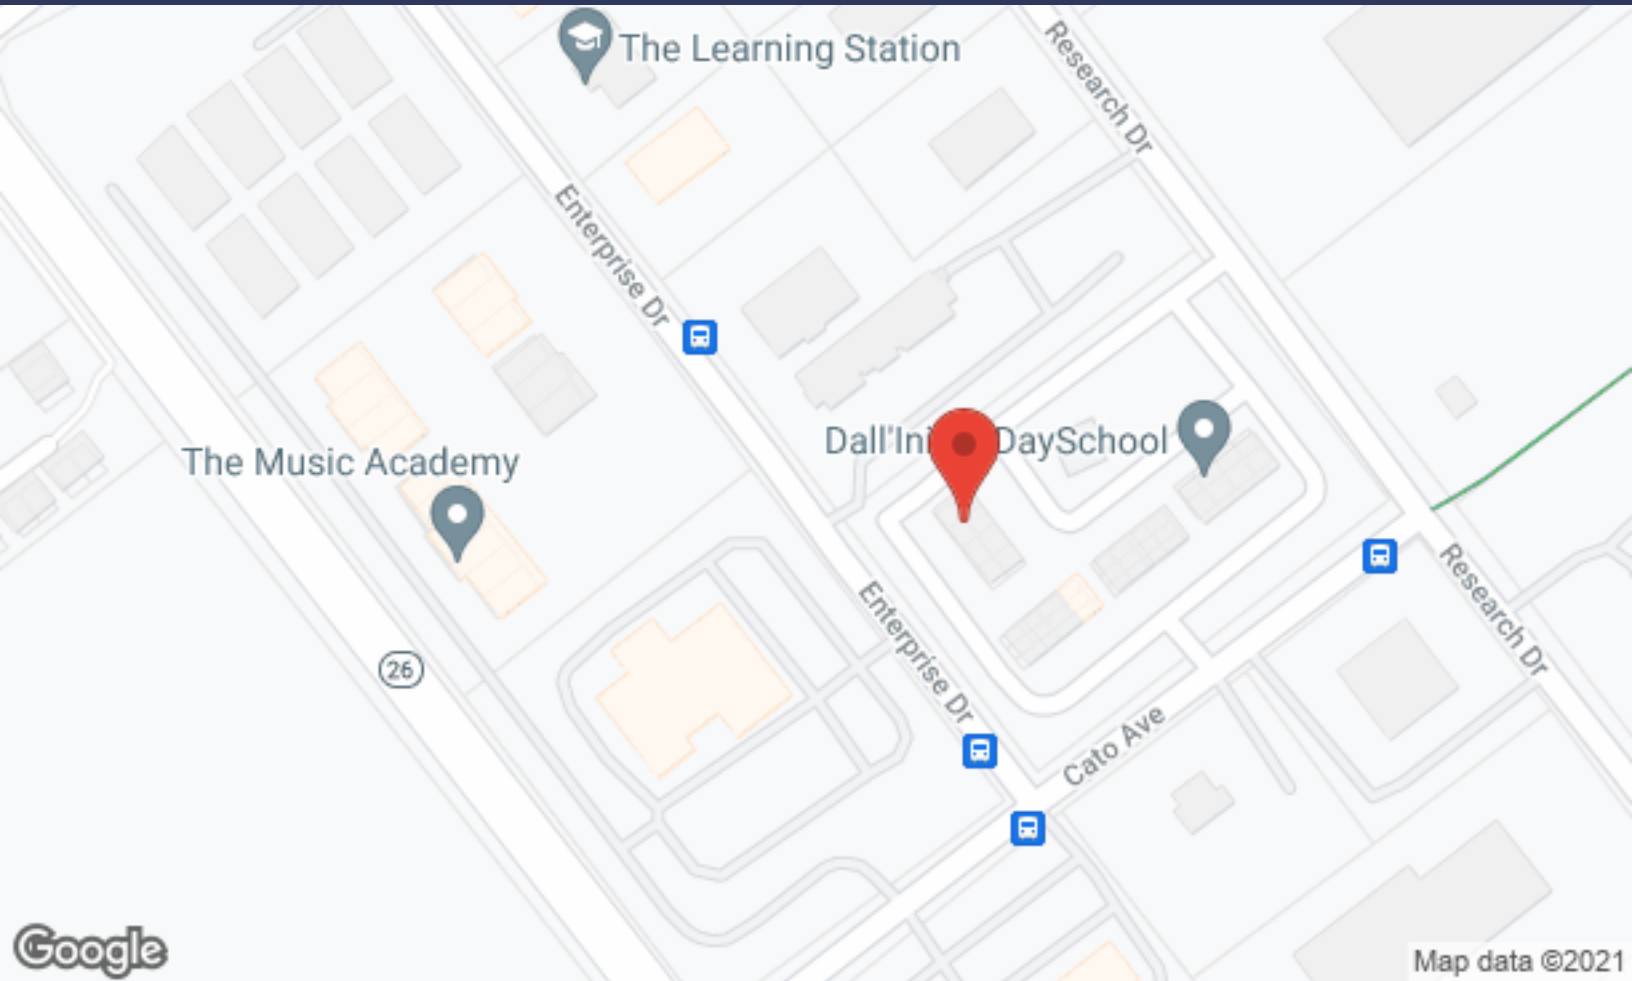 The Learning Station
Research Dr
Enterprise Dr
Dall'Ini DaySchool
The Music Academy
26
Enterprise Dr
Research Dr
Cato Ave
Google
Map data ©2021